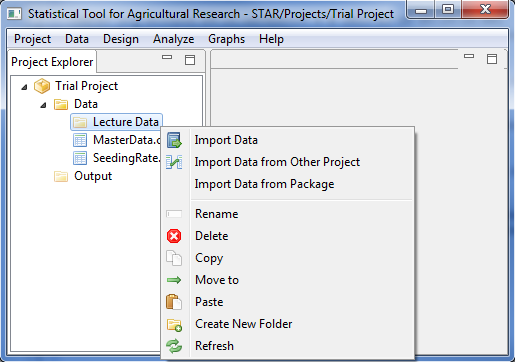 Statistical Tool for Agricultural Research - STAR/Projects/Trial Project
Project Data Design Analyze Graphs Help
Project Explorer
Trial Project
Data
Lecture Data
MasterData.c
SeedingRate.
Output
Import Data
Import Data from Other Project
Import Data from Package
Rename
Delete
Copy
Move to
Paste
Create New Folder
Refresh